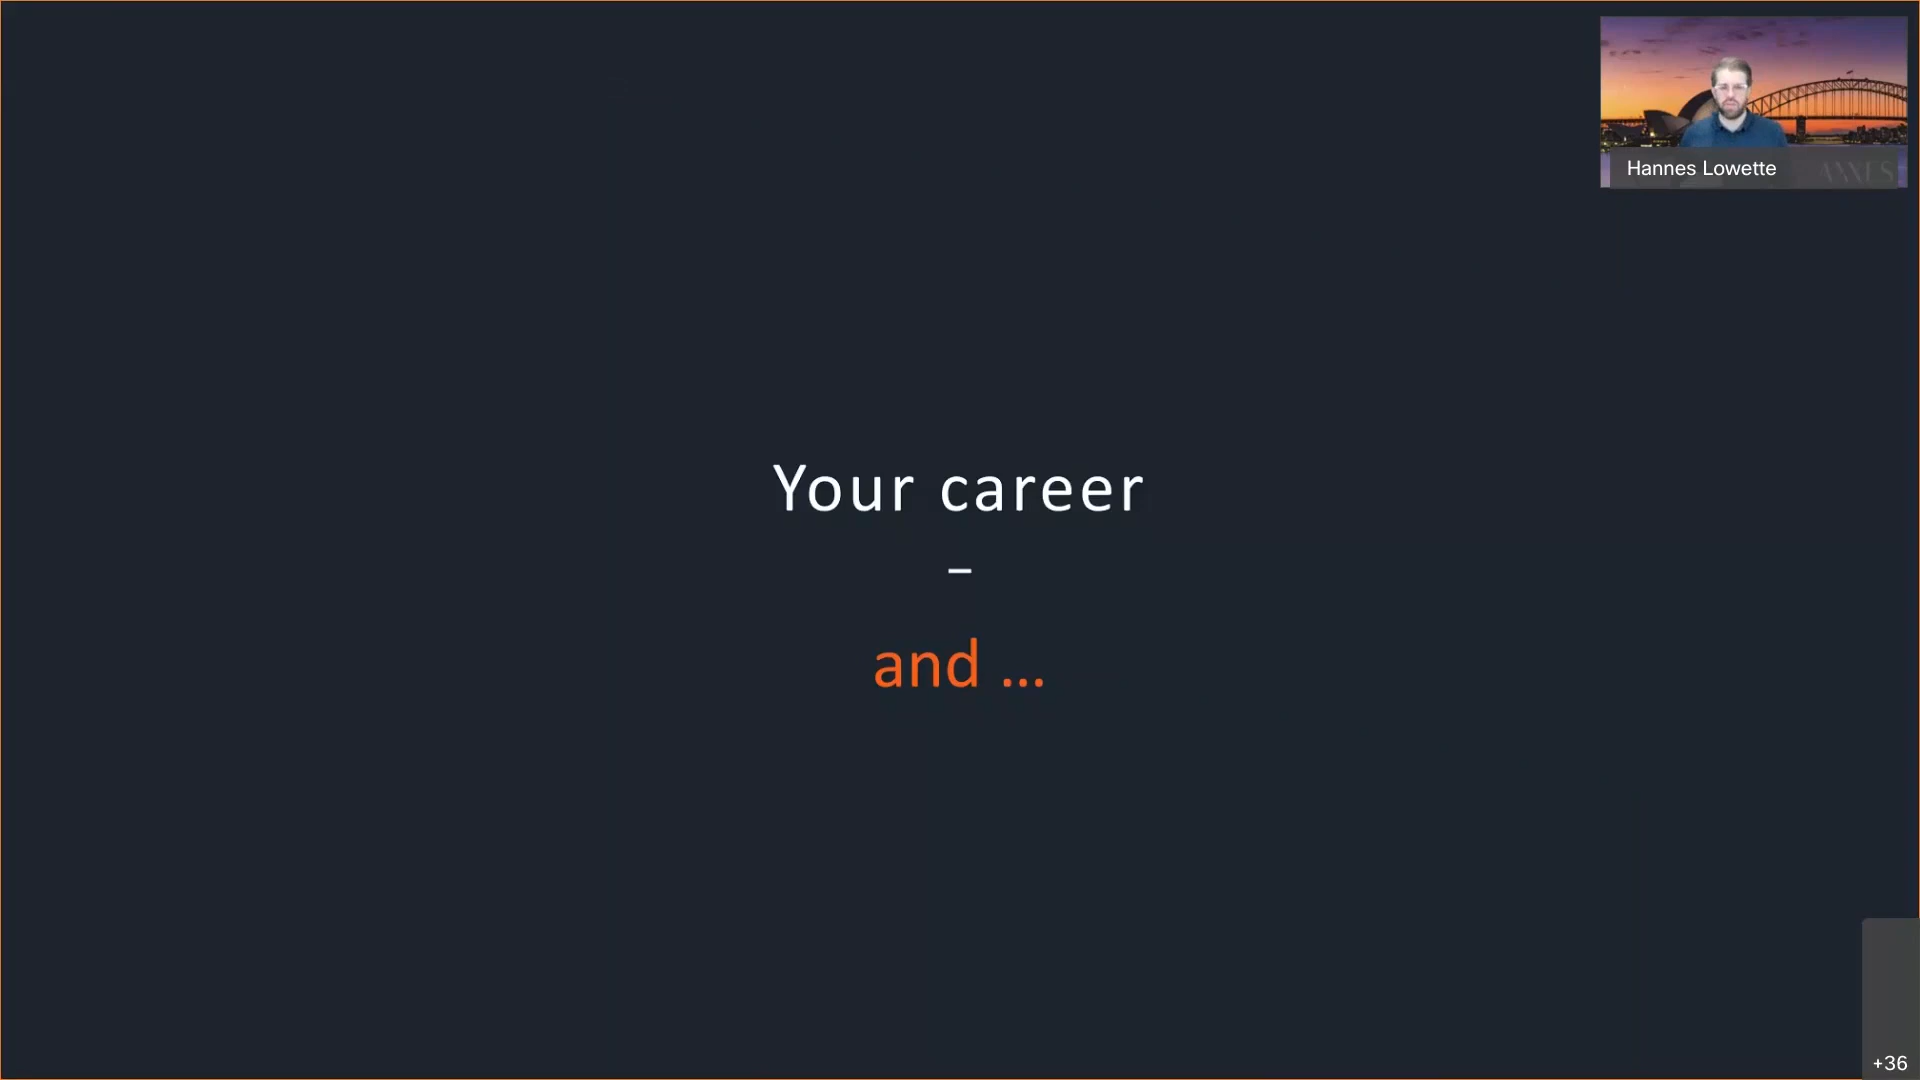 Hannes Lowette
Your career
–
and ...
+36